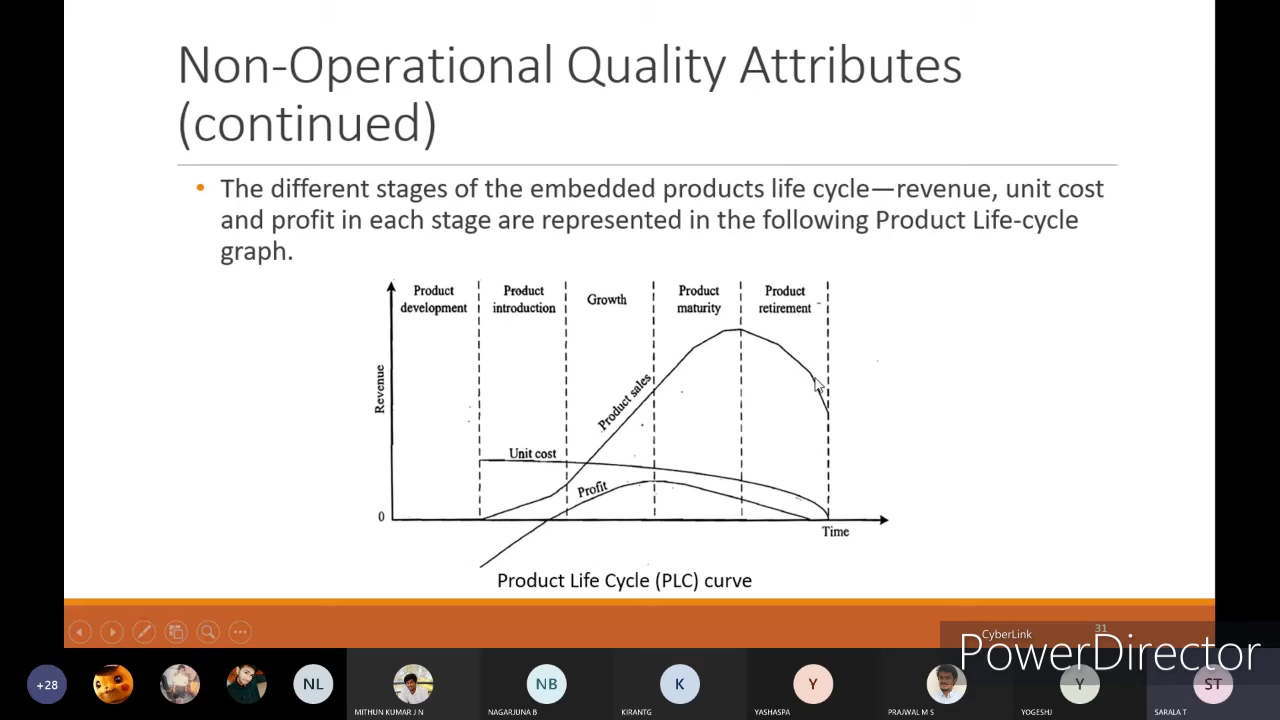 Non-Operational Quality Attributes
(continued)
• The different stages of the embedded products life cycle—revenue, unit cost
and profit in each stage are represented in the following Product Life-cycle
graph.
Product
development
Product
introduction
Growth
Product
maturity
Product
retirement
Revenue
Product sales
Unit cost
Profit
0
Time
Product Life Cycle (PLC) curve
31
CyberLink
PowerDirector
+28
NL
NB
K
Y
Y
ST
MITHUN KUMAR J N
NAGARJUNA B
KIRANTG
YASHASPA
PRAJWAL M S
YOGESHJ
SARALA T